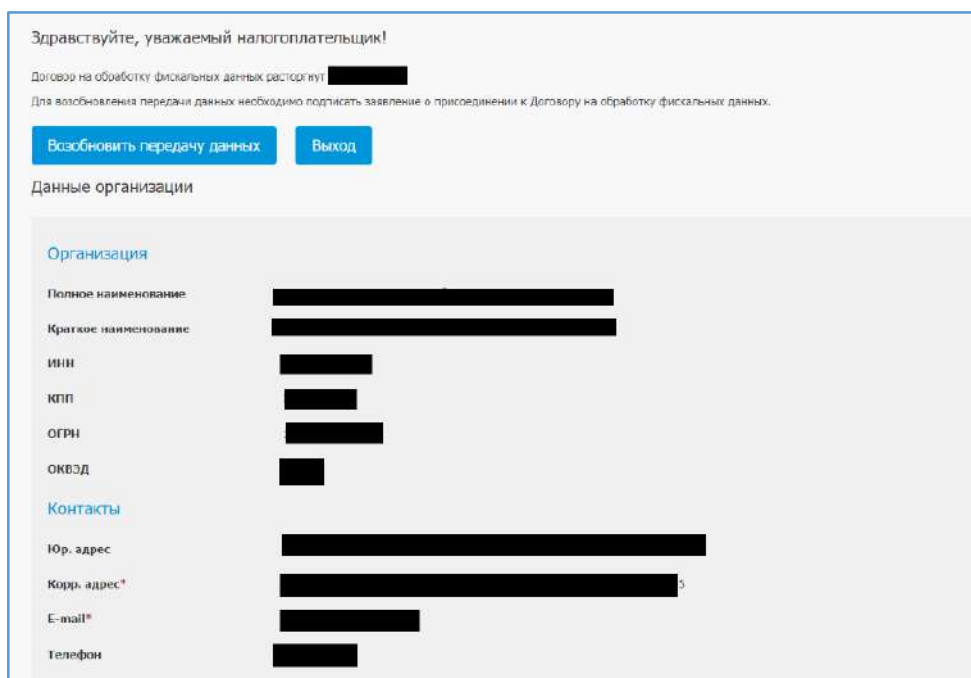 Здравствуйте, уважаемый налогоплательщик!
Договор на обработку фискальных данных расторгнут
Для возобновления передачи данных необходимо подписать заявление о присоединении к Договору на обработку фискальных данных.
Возобновить передачу данных Выход
Данные организации
Организация
Полное наименование
Краткое наименование
ИНН
КПП
ОГРН
ОКВЭД
Контакты
Юр. адрес
Корр. адрес* 5
E-mail*
Телефон